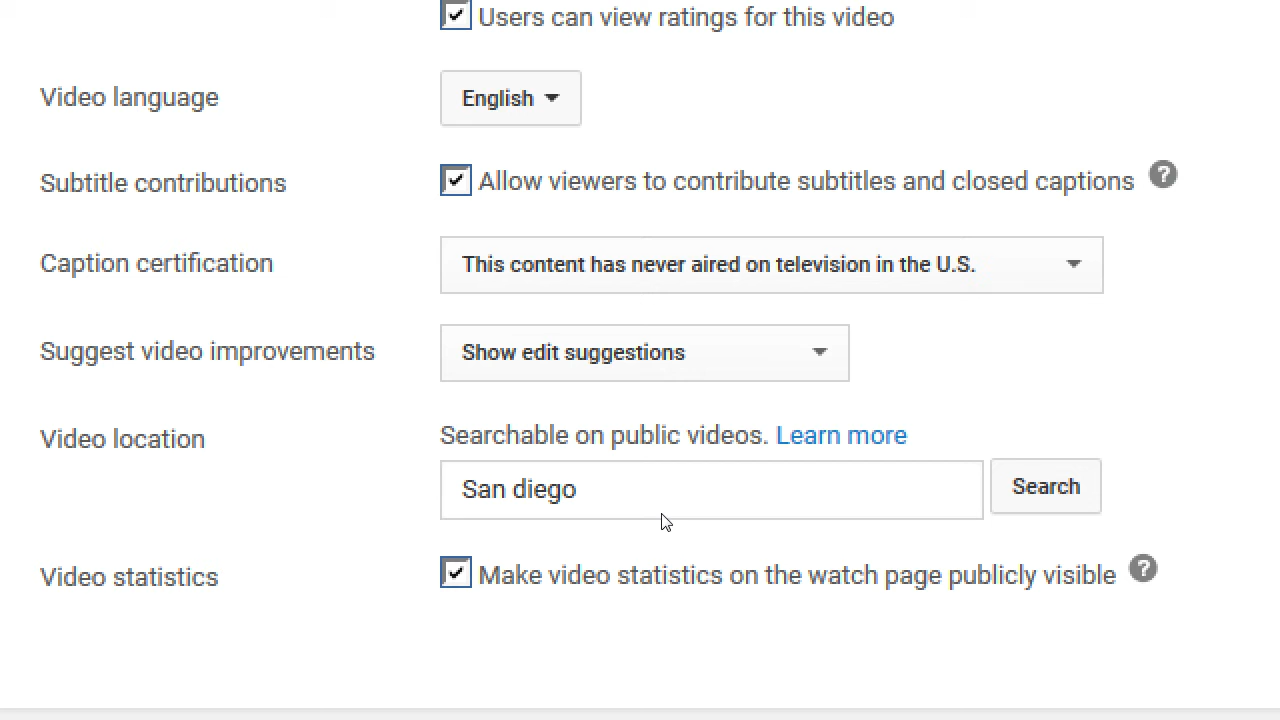 Users can view ratings for this video
Video language
English
Subtitle contributions
Allow viewers to contribute subtitles and closed captions ?
Caption certification
This content has never aired on television in the U.S.
Suggest video improvements
Show edit suggestions
Video location
Searchable on public videos. Learn more
San diego
Search
Video statistics
Make video statistics on the watch page publicly visible ?